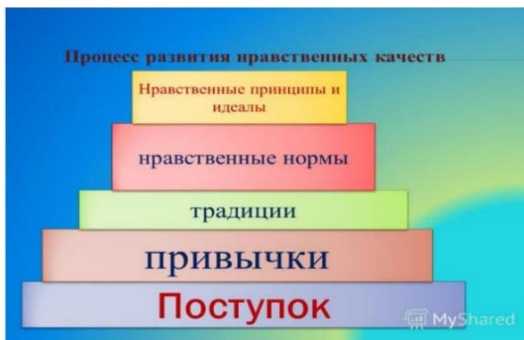 Процесс развития нравственных качеств
Нравственные принципы и
идеалы
нравственные нормы
традиции
привычки
Поступок
MyShared